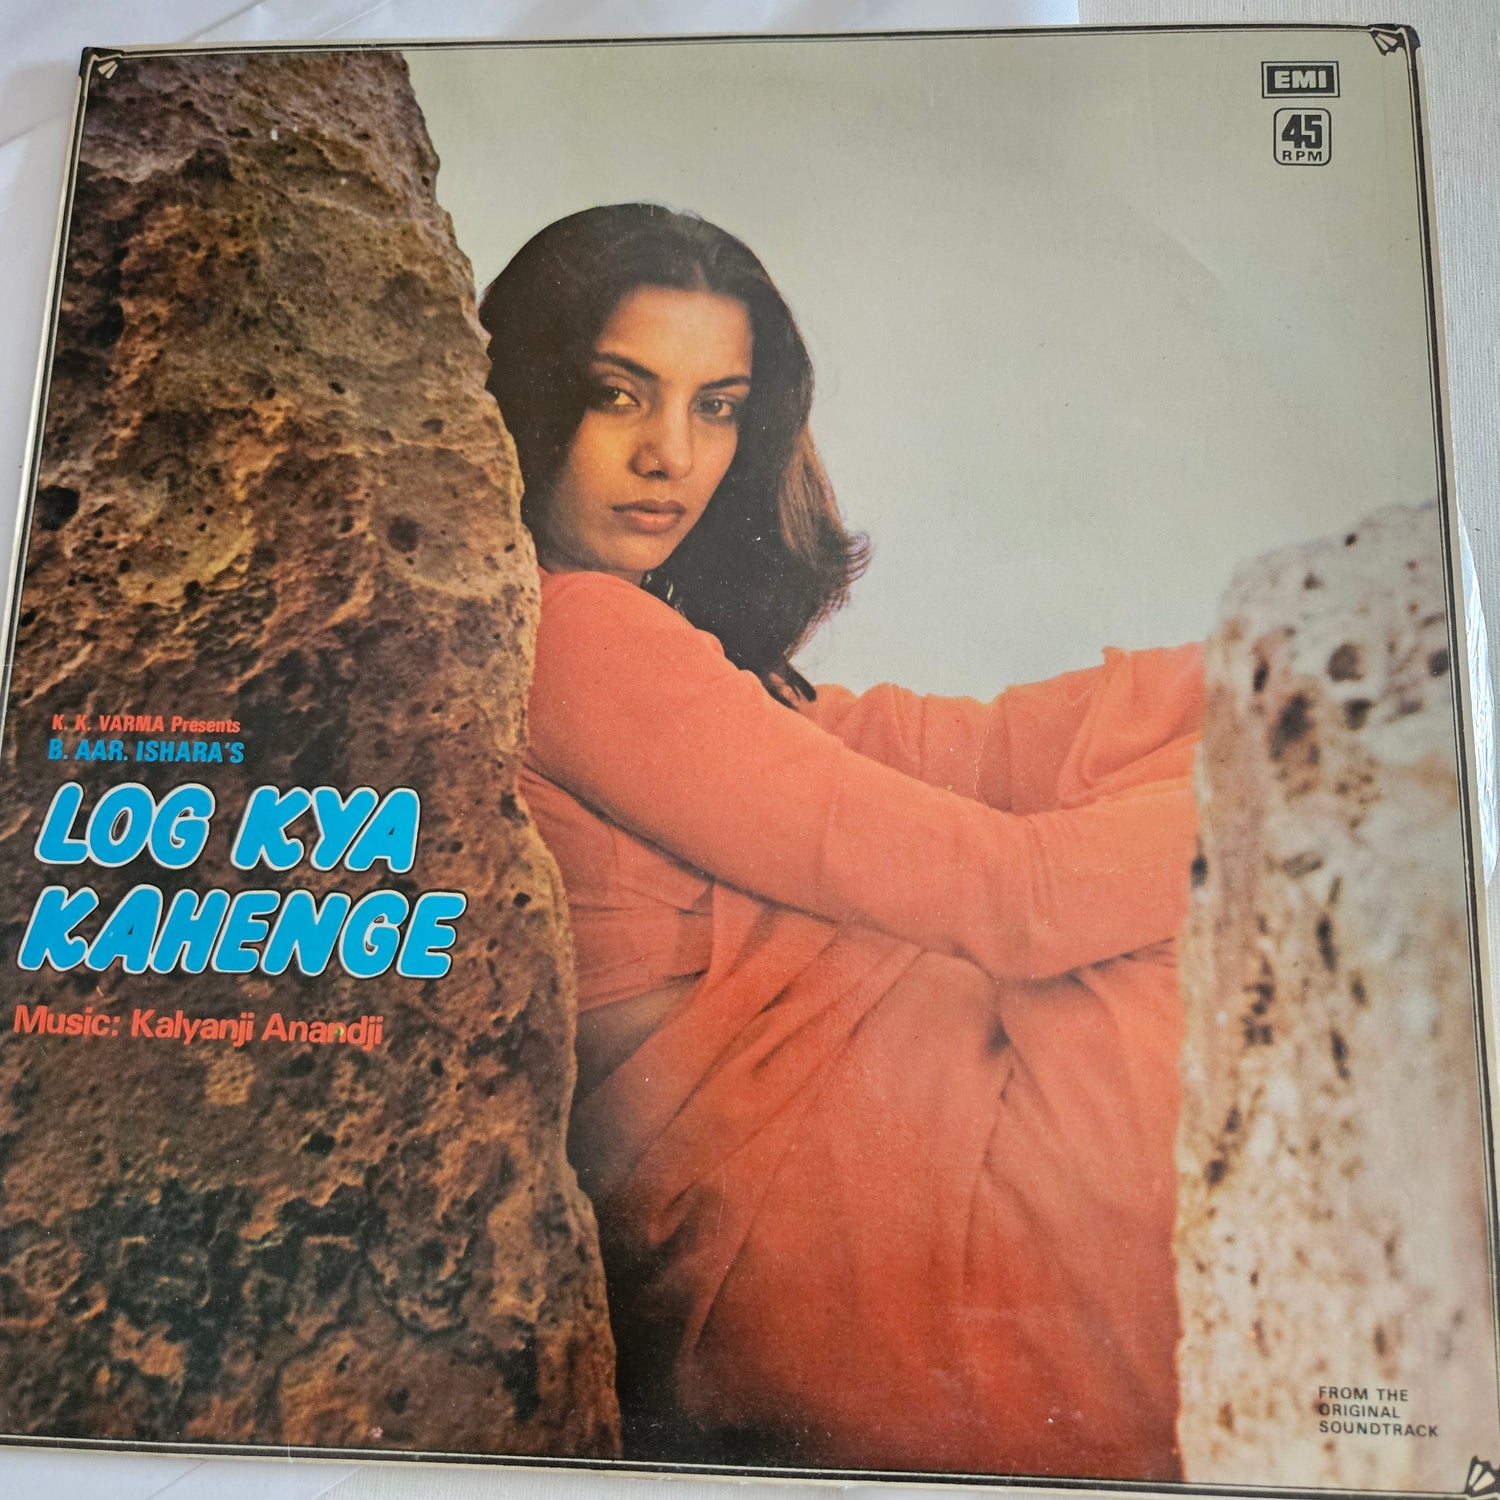 EMI
45
RPM
K. K. VARMA Presents
B. AAR. ISHARA'S
LOG KYA
KAHENGE
Music: Kalyanji Anandji
FROM THE
ORIGINAL
SOUNDTRACK